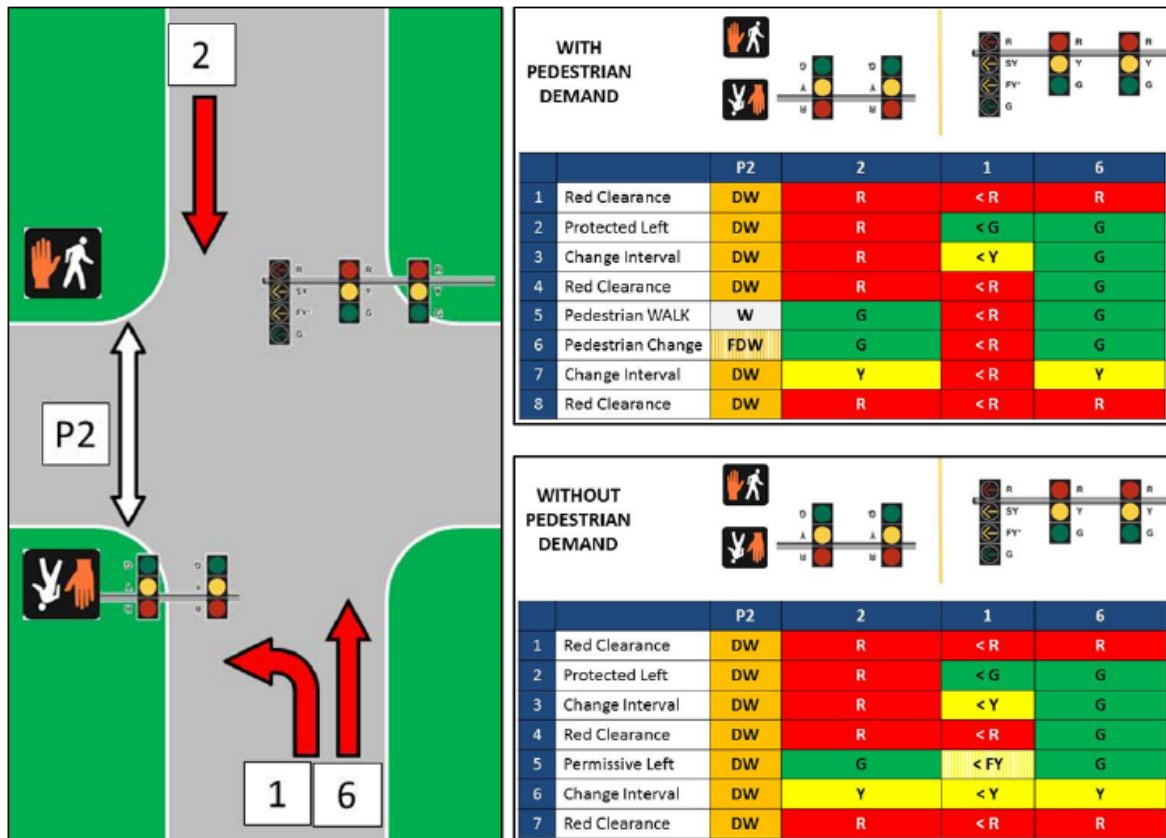 2
R R R
SY Y Y
FY' G G
G
P2
G G
Y Y
R R
1 6
WITH
PEDESTRIAN
DEMAND
G G
Y Y
R R
R R R
SY Y Y
FY' G G
G
P2 2 1 6
1 Red Clearance DW R < R R
2 Protected Left DW R < G G
3 Change Interval DW R < Y G
4 Red Clearance DW R < R G
5 Pedestrian WALK W G < R G
6 Pedestrian Change FDW G < R G
7 Change Interval DW Y < R Y
8 Red Clearance DW R < R R
WITHOUT
PEDESTRIAN
DEMAND
G G
Y Y
R R
R R R
SY Y Y
FY' G G
G
P2 2 1 6
1 Red Clearance DW R < R R
2 Protected Left DW R < G G
3 Change Interval DW R < Y G
4 Red Clearance DW R < R G
5 Permissive Left DW G < FY G
6 Change Interval DW Y < Y Y
7 Red Clearance DW R < R R